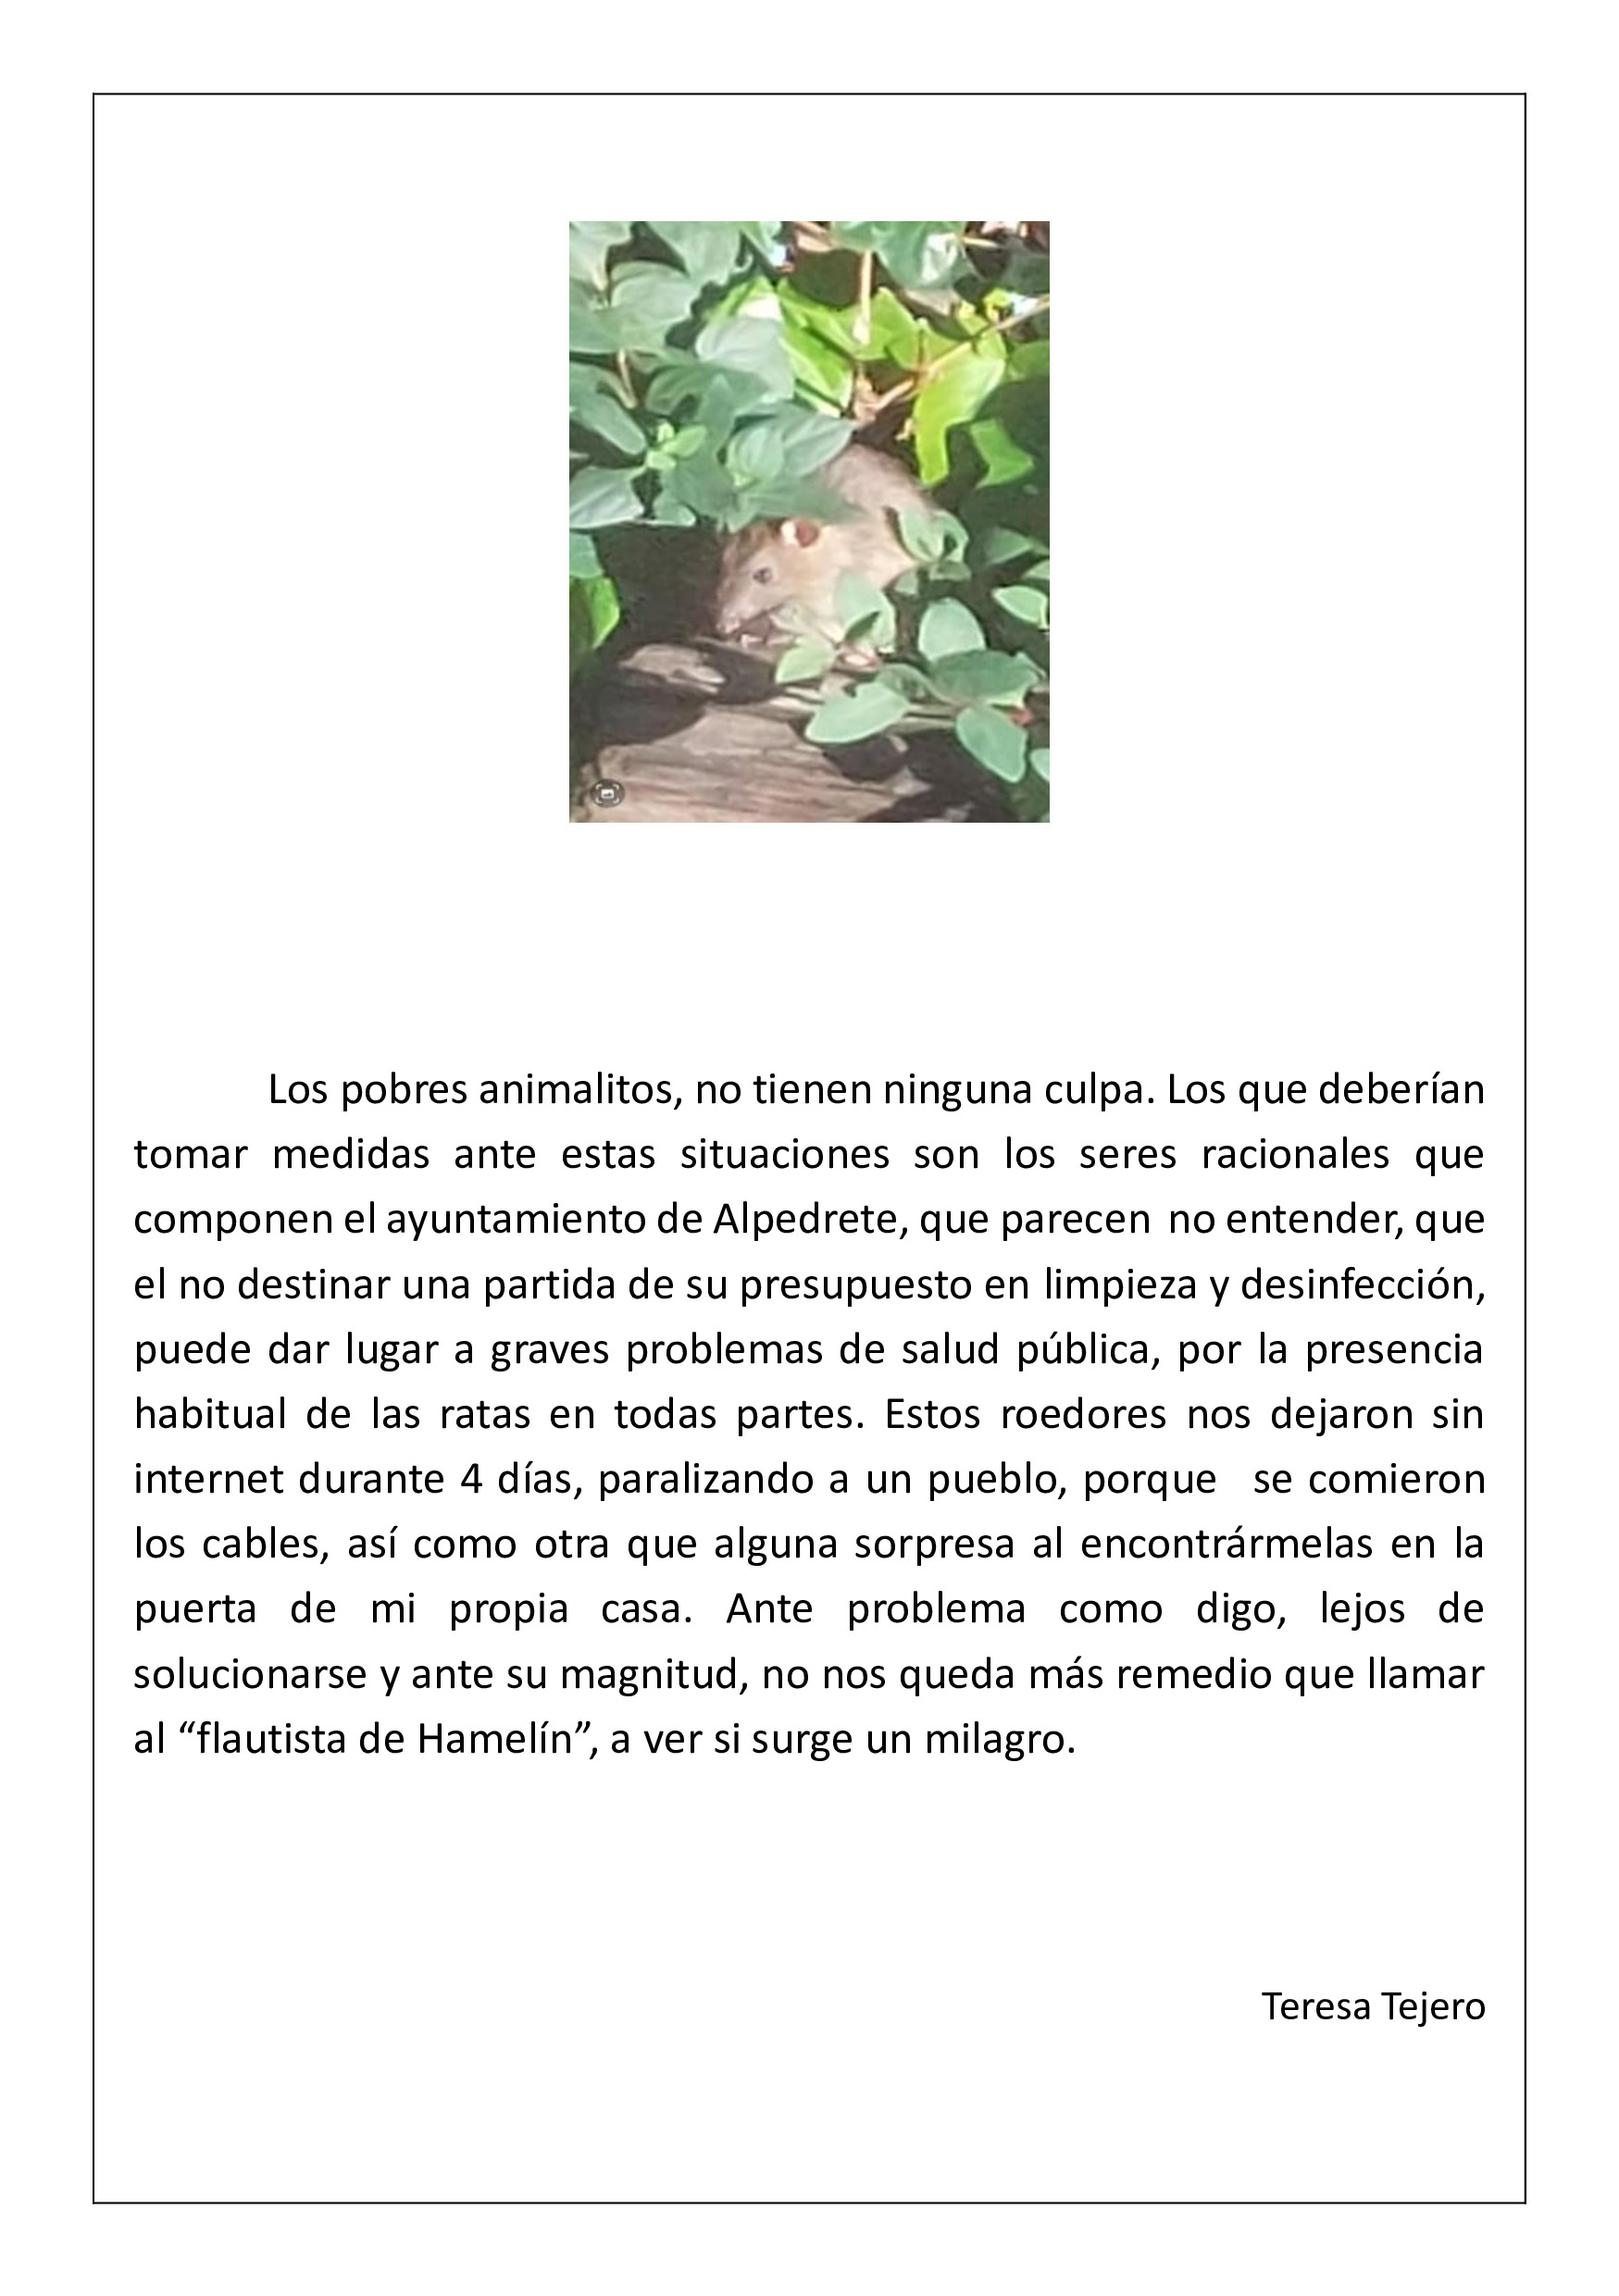 Los pobres animalitos, no tienen ninguna culpa. Los que deberían
tomar medidas ante estas situaciones son los seres racionales que
componen el ayuntamiento de Alpedrete, que parecen no entender, que
el no destinar una partida de su presupuesto en limpieza y desinfección,
puede dar lugar a graves problemas de salud pública, por la presencia
habitual de las ratas en todas partes. Estos roedores nos dejaron sin
internet durante 4 días, paralizando a un pueblo, porque se comieron
los cables, así como otra que alguna sorpresa al encontrármelas en la
puerta de mi propia casa. Ante problema como digo, lejos de
solucionarse y ante su magnitud, no nos queda más remedio que llamar
al “flautista de Hamelín”, a ver si surge un milagro.
Teresa Tejero